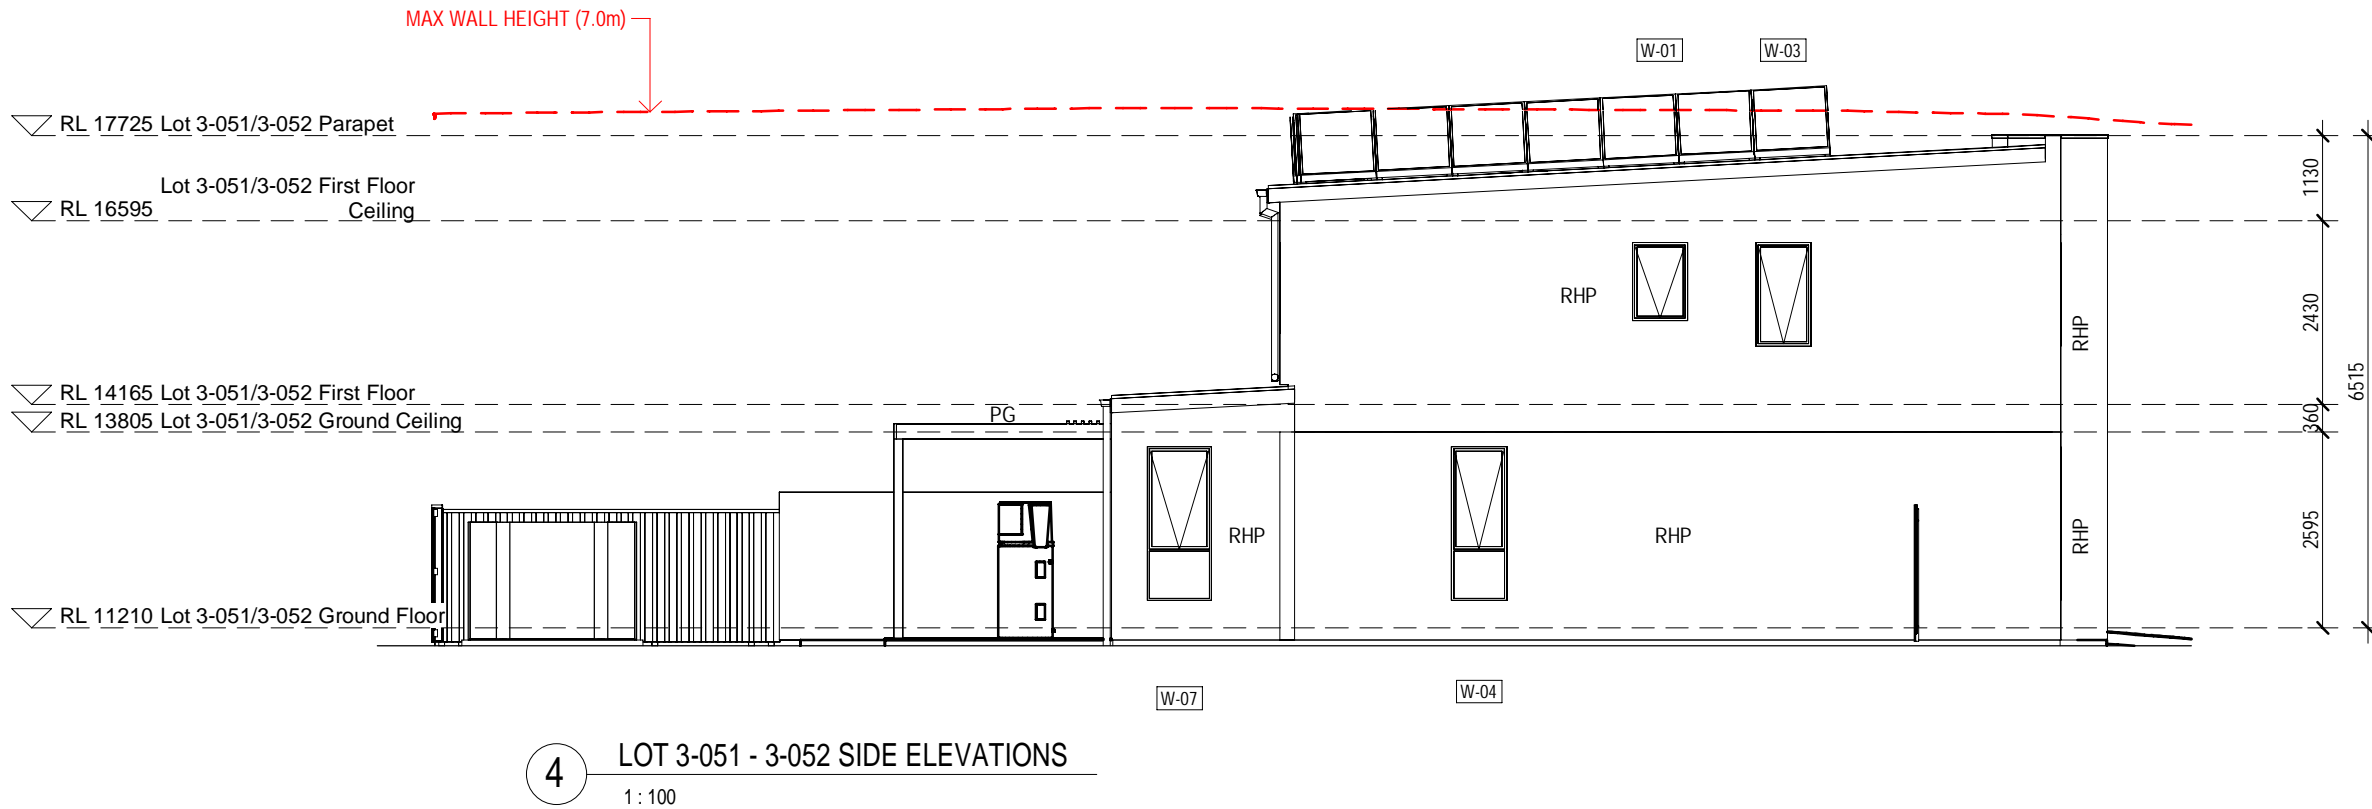 MAX WALL HEIGHT (7.0m)
W-01
W-03
RL 17725 Lot 3-051/3-052 Parapet
Lot 3-051/3-052 First Floor
RL 16595
Ceiling
1130
RHP
2430
RHP
6515
RL 14165 Lot 3-051/3-052 First Floor
PG
RL 13805 Lot 3-051/3-052 Ground Ceiling
360
RHP
RHP
RHP
2595
RL 11210 Lot 3-051/3-052 Ground Floor
W-07
W-04
4
LOT 3-051 - 3-052 SIDE ELEVATIONS
1 : 100